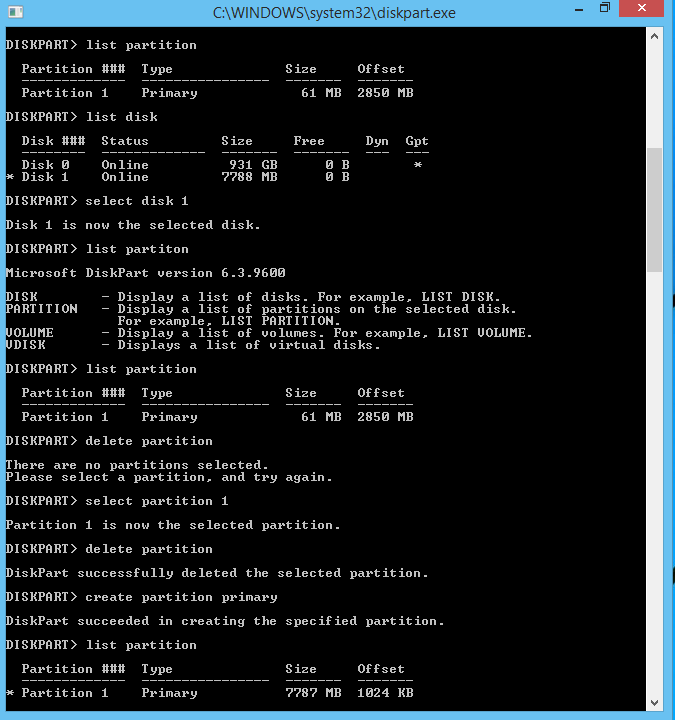 C:\WINDOWS\system32\diskpart.exe
DISKPART> list partition
Partition ###  Type              Size     Offset
-------------  ----------------  -------  -------
Partition 1    Primary             61 MB  2850 MB
DISKPART> list disk
Disk ###  Status         Size     Free     Dyn  Gpt
--------  -------------  -------  -------  ---  ---
Disk 0    Online          931 GB      0 B        *
* Disk 1    Online         7788 MB      0 B
DISKPART> select disk 1
Disk 1 is now the selected disk.
DISKPART> list partiton
Microsoft DiskPart version 6.3.9600
DISK        - Display a list of disks. For example, LIST DISK.
PARTITION   - Display a list of partitions on the selected disk.
For example, LIST PARTITION.
VOLUME      - Display a list of volumes. For example, LIST VOLUME.
VDISK       - Displays a list of virtual disks.
DISKPART> list partition
Partition ###  Type              Size     Offset
-------------  ----------------  -------  -------
Partition 1    Primary             61 MB  2850 MB
DISKPART> delete partition
There are no partitions selected.
Please select a partition, and try again.
DISKPART> select partition 1
Partition 1 is now the selected partition.
DISKPART> delete partition
DiskPart successfully deleted the selected partition.
DISKPART> create partition primary
DiskPart succeeded in creating the specified partition.
DISKPART> list partition
Partition ###  Type              Size     Offset
-------------  ----------------  -------  -------
* Partition 1    Primary           7787 MB  1024 KB